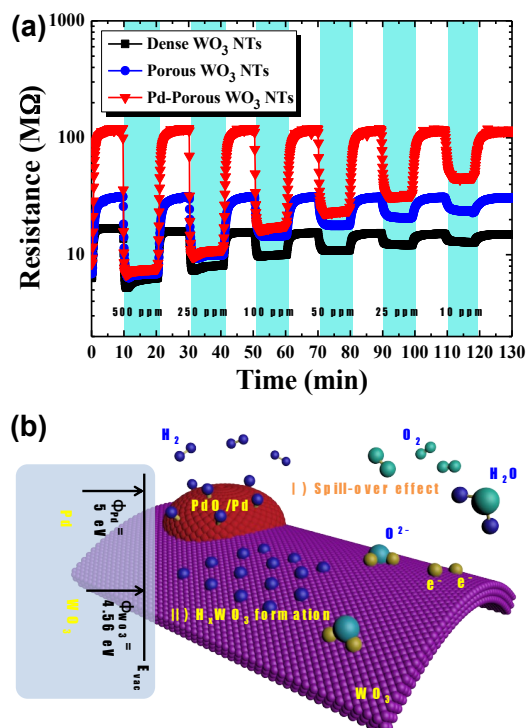 (a)
Resistance (MΩ)
1000
100
10
Dense WO₃ NTs
Porous WO₃ NTs
Pd-Porous WO₃ NTs
500 ppm 250 ppm 100 ppm 50 ppm 25 ppm 10 ppm
0 10 20 30 40 50 60 70 80 90 100 110 120 130
Time (min)
(b)
H₂
O₂
H₂O
PdO /Pd
I ) Spill-over effect
O²⁻
e⁻ e⁻
II ) HₓWO₃ formation
WO₃
Pd
ϕPd =
5 eV
WO₃
ϕWO3 =
4.56 eV
Evac